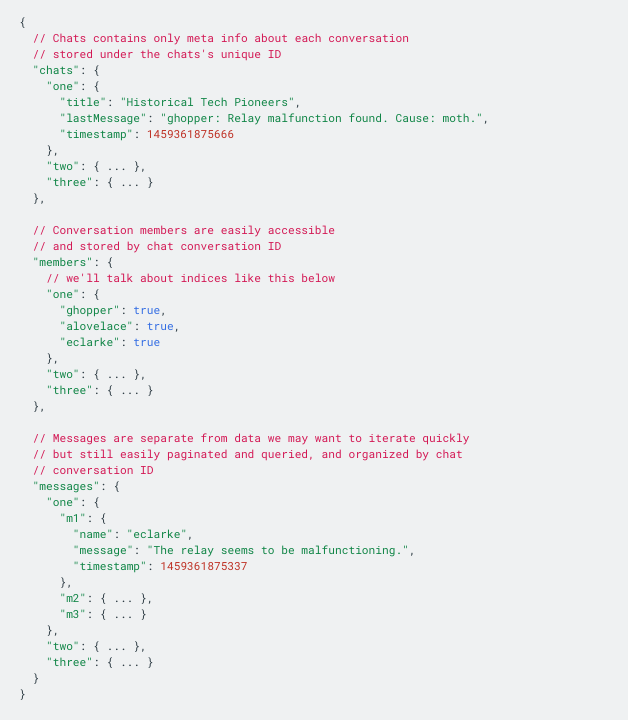 {
  // Chats contains only meta info about each conversation
  // stored under the chats's unique ID
  "chats": {
    "one": {
      "title": "Historical Tech Pioneers",
      "lastMessage": "ghopper: Relay malfunction found. Cause: moth.",
      "timestamp": 1459361875666
    },
    "two": { ... },
    "three": { ... }
  },

  // Conversation members are easily accessible
  // and stored by chat conversation ID
  "members": {
    // we'll talk about indices like this below
    "one": {
      "ghopper": true,
      "alovelace": true,
      "eclarke": true
    },
    "two": { ... },
    "three": { ... }
  },

  // Messages are separate from data we may want to iterate quickly
  // but still easily paginated and queried, and organized by chat
  // conversation ID
  "messages": {
    "one": {
      "m1": {
        "name": "eclarke",
        "message": "The relay seems to be malfunctioning.",
        "timestamp": 1459361875337
      },
      "m2": { ... },
      "m3": { ... }
    },
    "two": { ... },
    "three": { ... }
  }
}